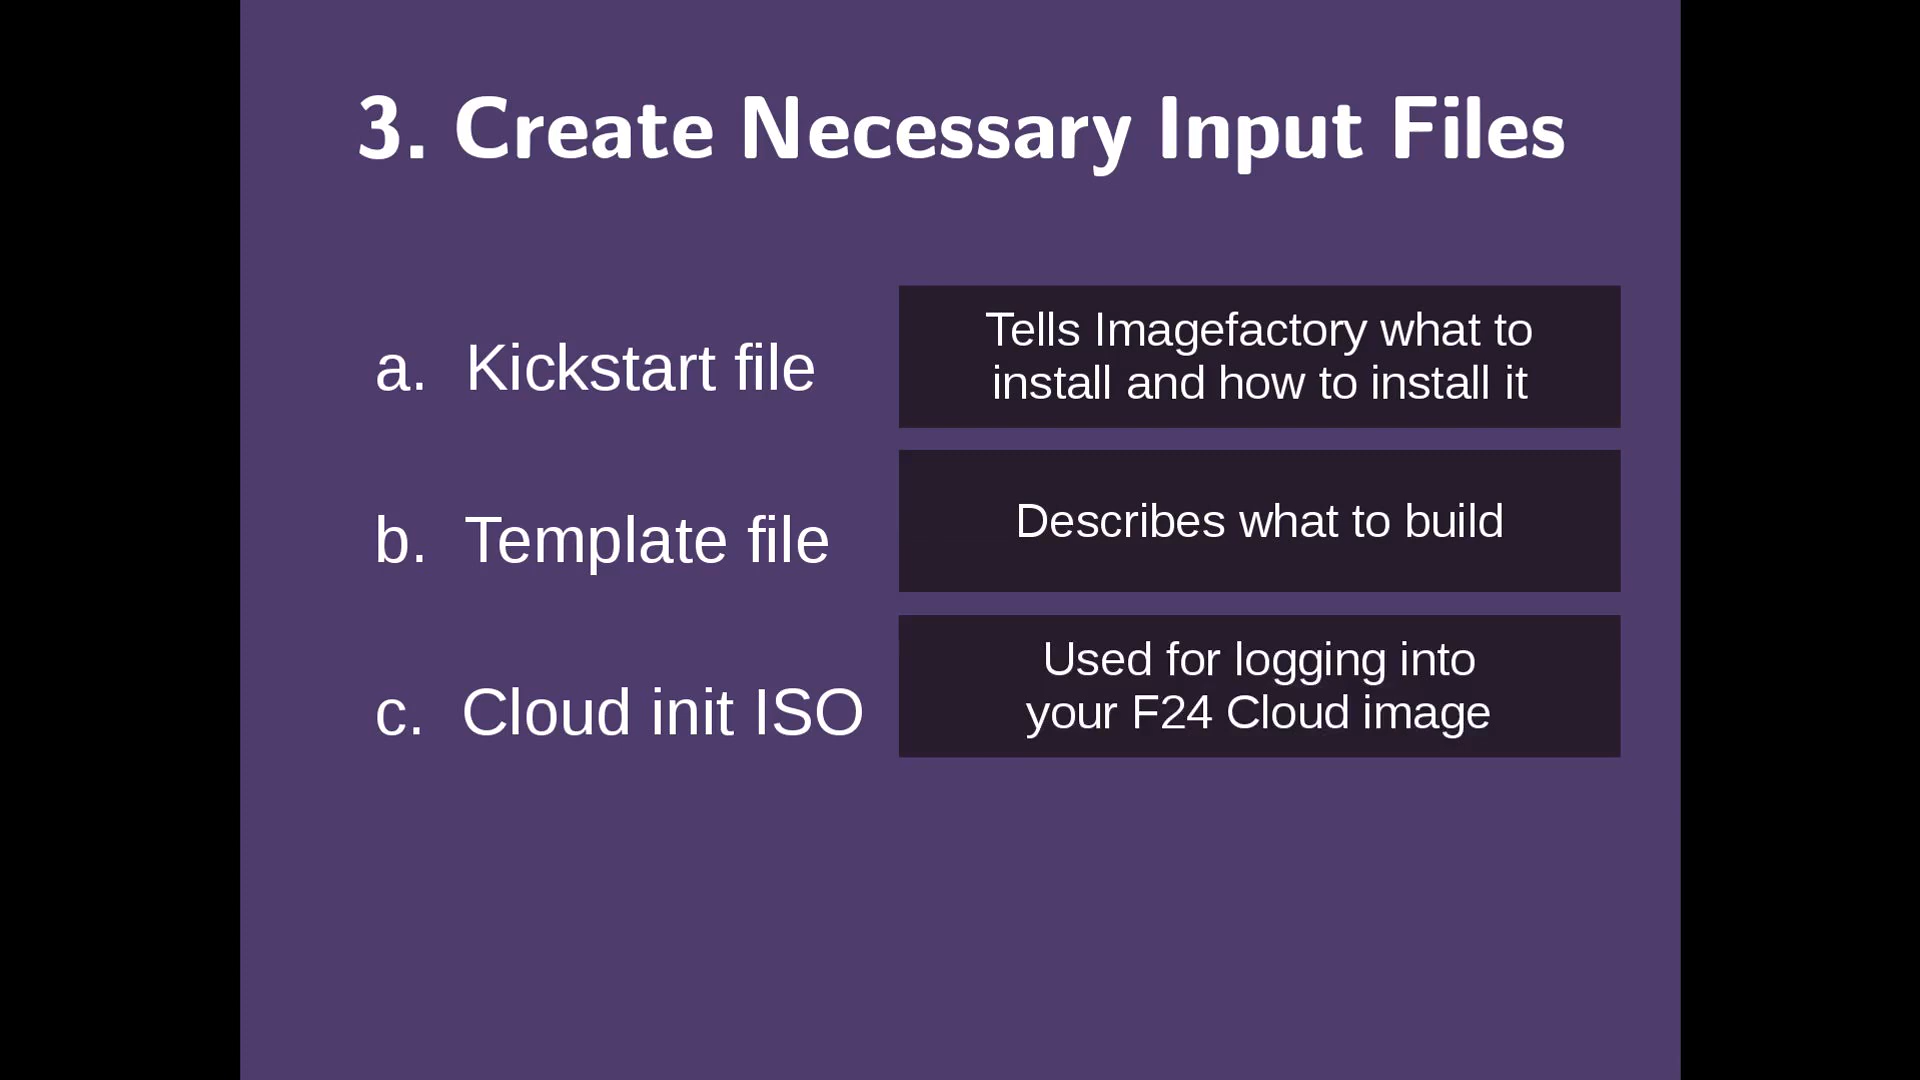 3. Create Necessary Input Files
a. Kickstart file
Tells Imagefactory what to
install and how to install it
b. Template file
Describes what to build
c. Cloud init ISO
Used for logging into
your F24 Cloud image